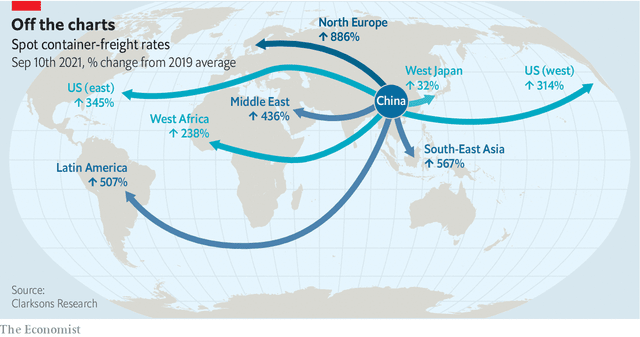 Off the charts
Spot container-freight rates
Sep 10th 2021, % change from 2019 average
North Europe
↑ 886%
US (east)
↑ 345%
West Africa
↑ 238%
Middle East
↑ 436%
China
West Japan
↑ 32%
US (west)
↑ 314%
South-East Asia
↑ 567%
Latin America
↑ 507%
Source:
Clarksons Research
The Economist